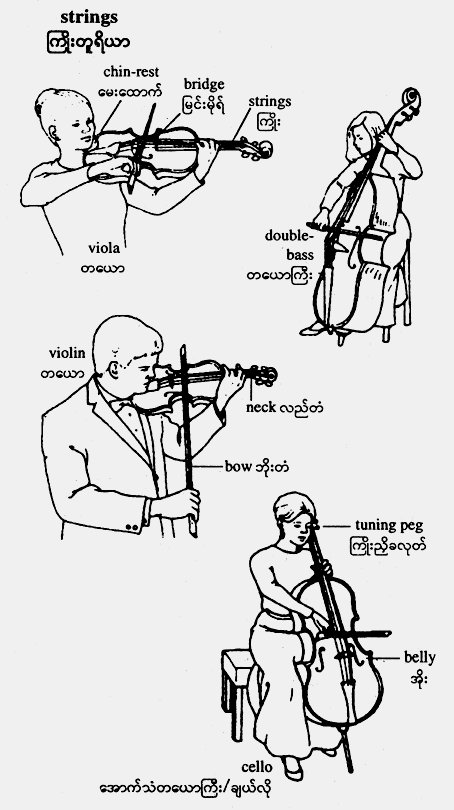 strings
ကြိုးတူရိယာ
chin-rest
မေးထောက်
bridge
မြင်းမိုရ်
strings
ကြိုး
viola
တယော
double-
bass
တယောကြီး
violin
တယော
neck လည်တံ
bow ဘိုးတံ
tuning peg
ကြိုးညှိခလုတ်
belly
အိုး
cello
အောက်သံတယောကြီး/ချယ်လို